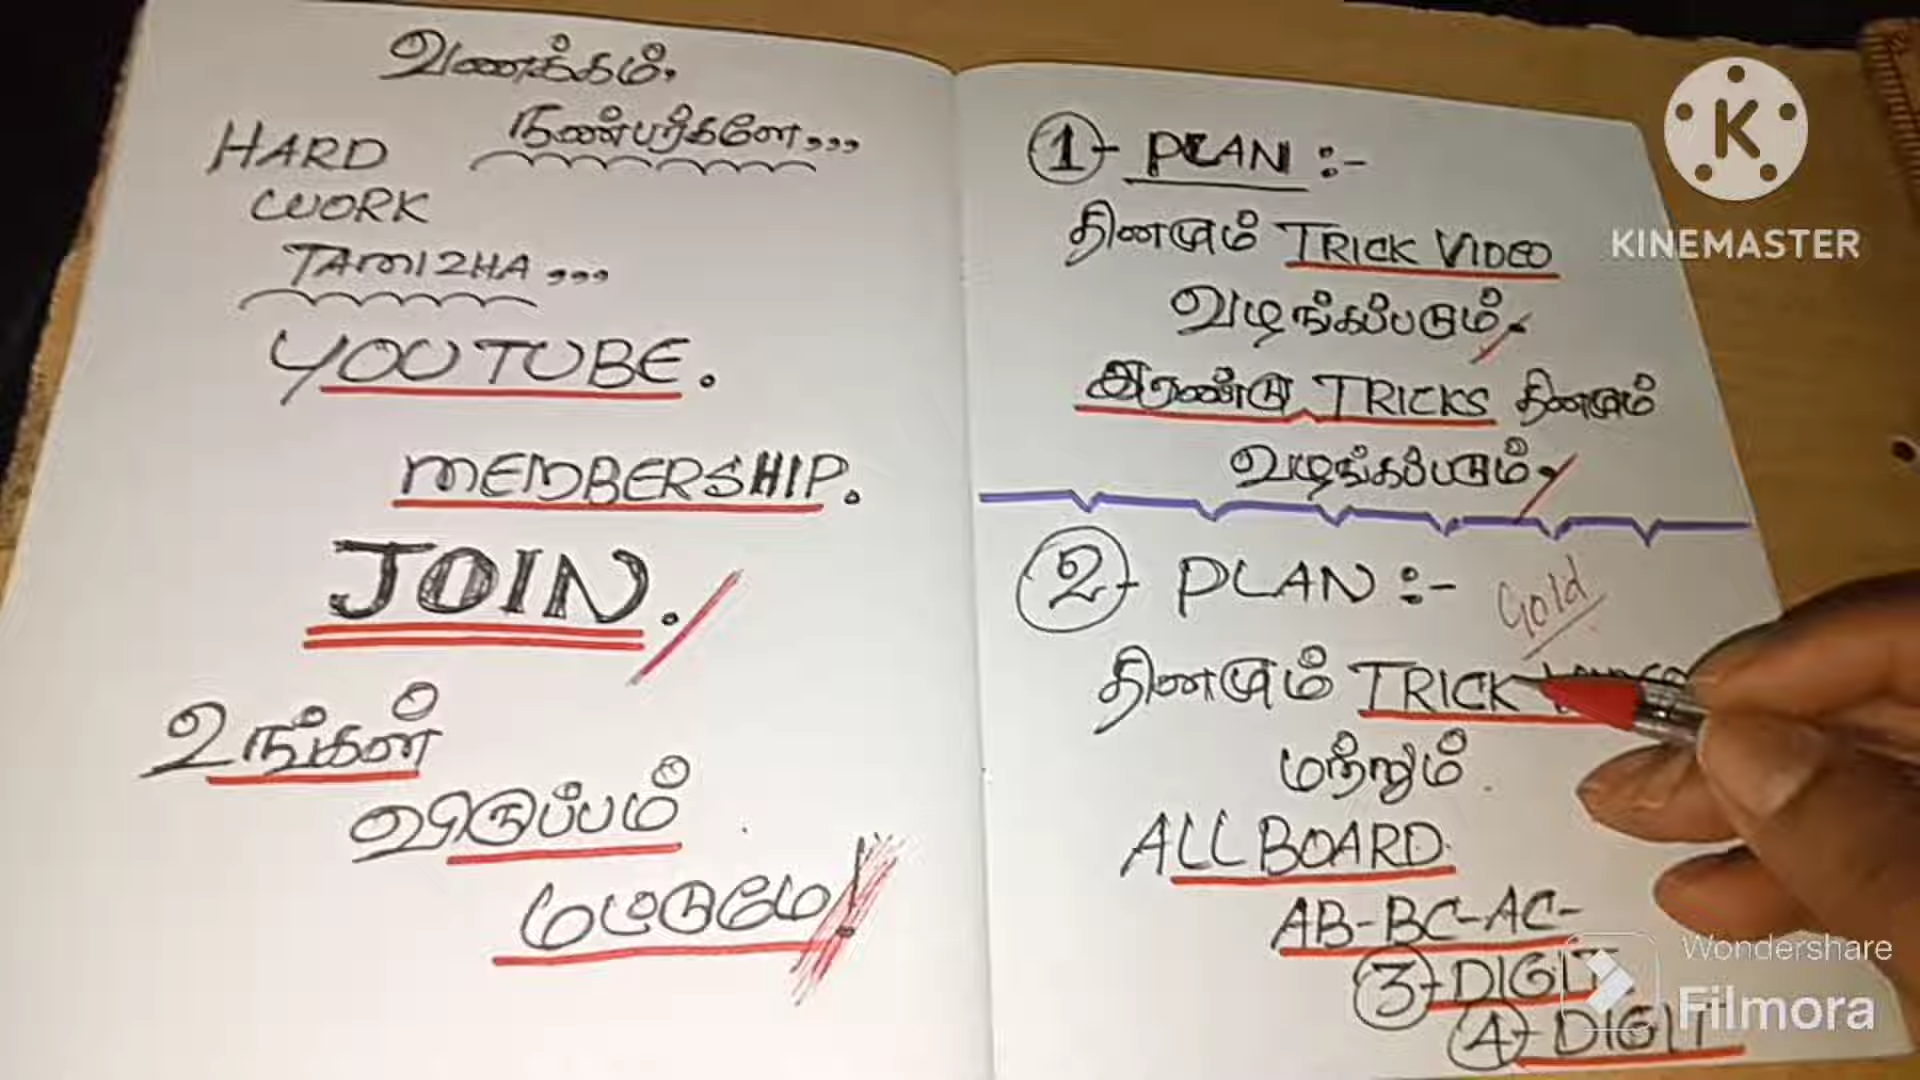 வணக்கம்,
நண்பர்களே,,,
HARD
WORK
TAMIZHA,,,
YOUTUBE.
MEMBERSHIP.
JOIN.
உங்கள்
விருப்பம்
மட்டுமே!
1- PLAN :-
தினமும் TRICK VIDEO
வழங்கப்படும்.
இரண்டு TRICKS தினமும்
வழங்கப்படும்.
2- PLAN :-
Gold
தினமும் TRICK
மற்றும்
ALL BOARD.
AB-BC-AC-
3-DIGIT
4-DIGIT
K
KINEMASTER
Wondershare
Filmora